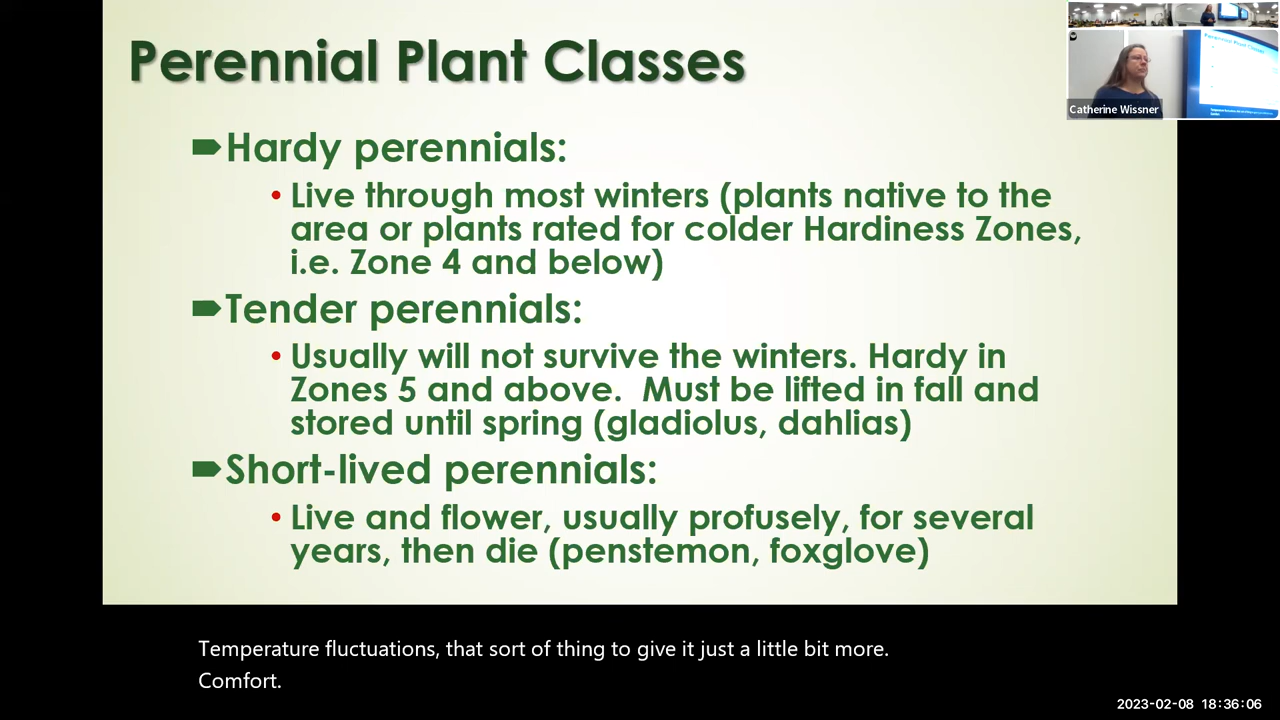 Perennial Plant Classes
Hardy perennials:
• Live through most winters (plants native to the
area or plants rated for colder Hardiness Zones,
i.e. Zone 4 and below)
Tender perennials:
• Usually will not survive the winters. Hardy in
Zones 5 and above.  Must be lifted in fall and
stored until spring (gladiolus, dahlias)
Short-lived perennials:
• Live and flower, usually profusely, for several
years, then die (penstemon, foxglove)
Catherine Wissner
Temperature fluctuations, that sort of thing to give it just a little bit more.
Comfort.
2023-02-08 18:36:06